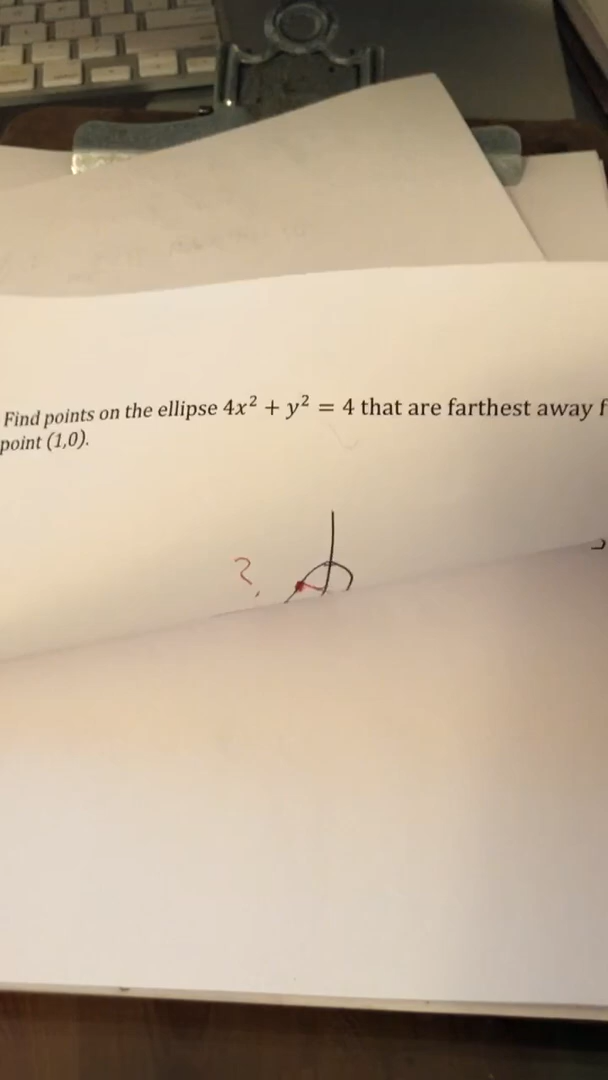 Find points on the ellipse 4x² + y² = 4 that are farthest away f
point (1,0).
?